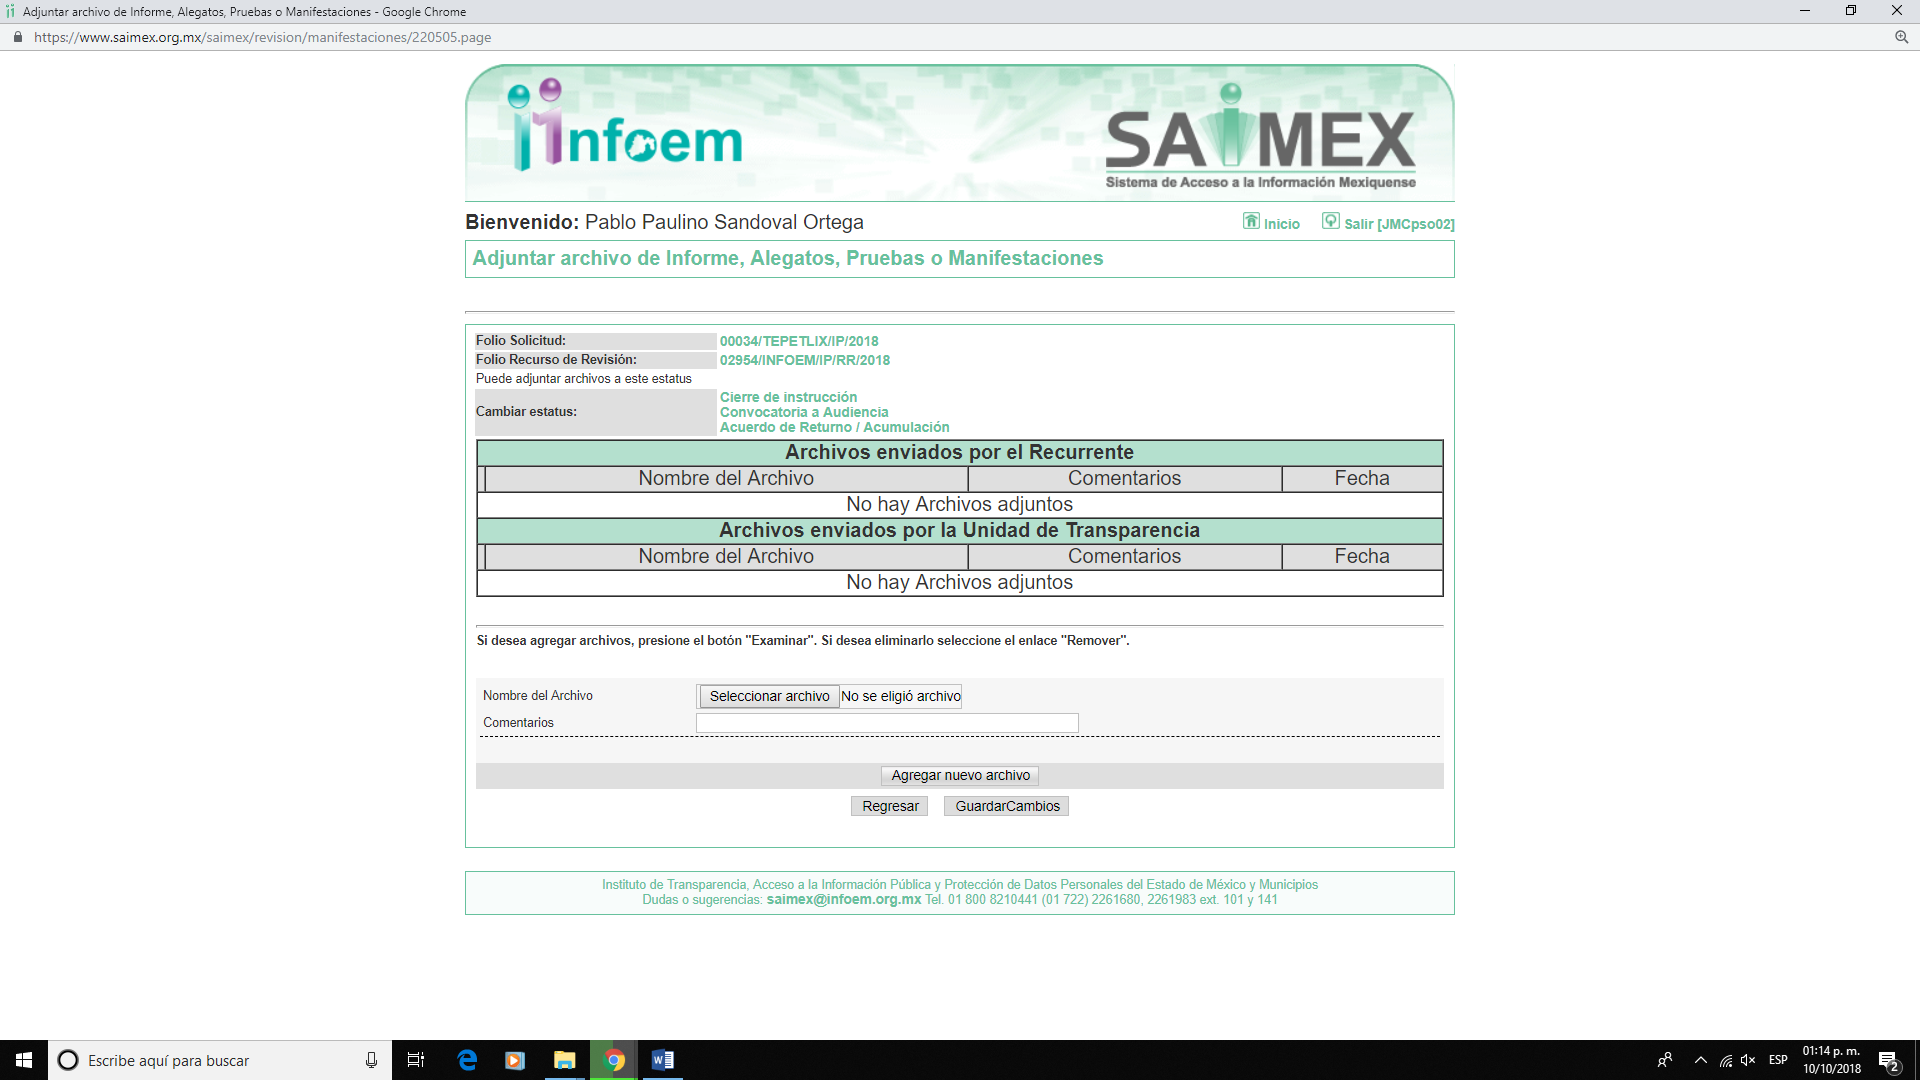 Adjuntar archivo de Informe, Alegatos, Pruebas o Manifestaciones - Google Chrome
https://www.saimex.org.mx/saimex/revision/manifestaciones/220505.page
infoem
SAiMEX
Sistema de Acceso a la Información Mexiquense
Bienvenido: Pablo Paulino Sandoval Ortega
Inicio
Salir [JMCpso02]
Adjuntar archivo de Informe, Alegatos, Pruebas o Manifestaciones
Folio Solicitud: 00034/TEPETLIX/IP/2018
Folio Recurso de Revisión: 02954/INFOEM/IP/RR/2018
Puede adjuntar archivos a este estatus
Cambiar estatus:
Cierre de instrucción
Convocatoria a Audiencia
Acuerdo de Returno / Acumulación
Archivos enviados por el Recurrente
Nombre del Archivo Comentarios Fecha
No hay Archivos adjuntos
Archivos enviados por la Unidad de Transparencia
Nombre del Archivo Comentarios Fecha
No hay Archivos adjuntos
Si desea agregar archivos, presione el botón "Examinar". Si desea eliminarlo seleccione el enlace "Remover".
Nombre del Archivo Seleccionar archivo No se eligió archivo
Comentarios
Agregar nuevo archivo
Regresar GuardarCambios
Instituto de Transparencia, Acceso a la Información Pública y Protección de Datos Personales del Estado de México y Municipios
Dudas o sugerencias: saimex@infoem.org.mx Tel. 01 800 8210441 (01 722) 2261680, 2261983 ext. 101 y 141
Escribe aquí para buscar
ESP
01:14 p. m.
10/10/2018
2